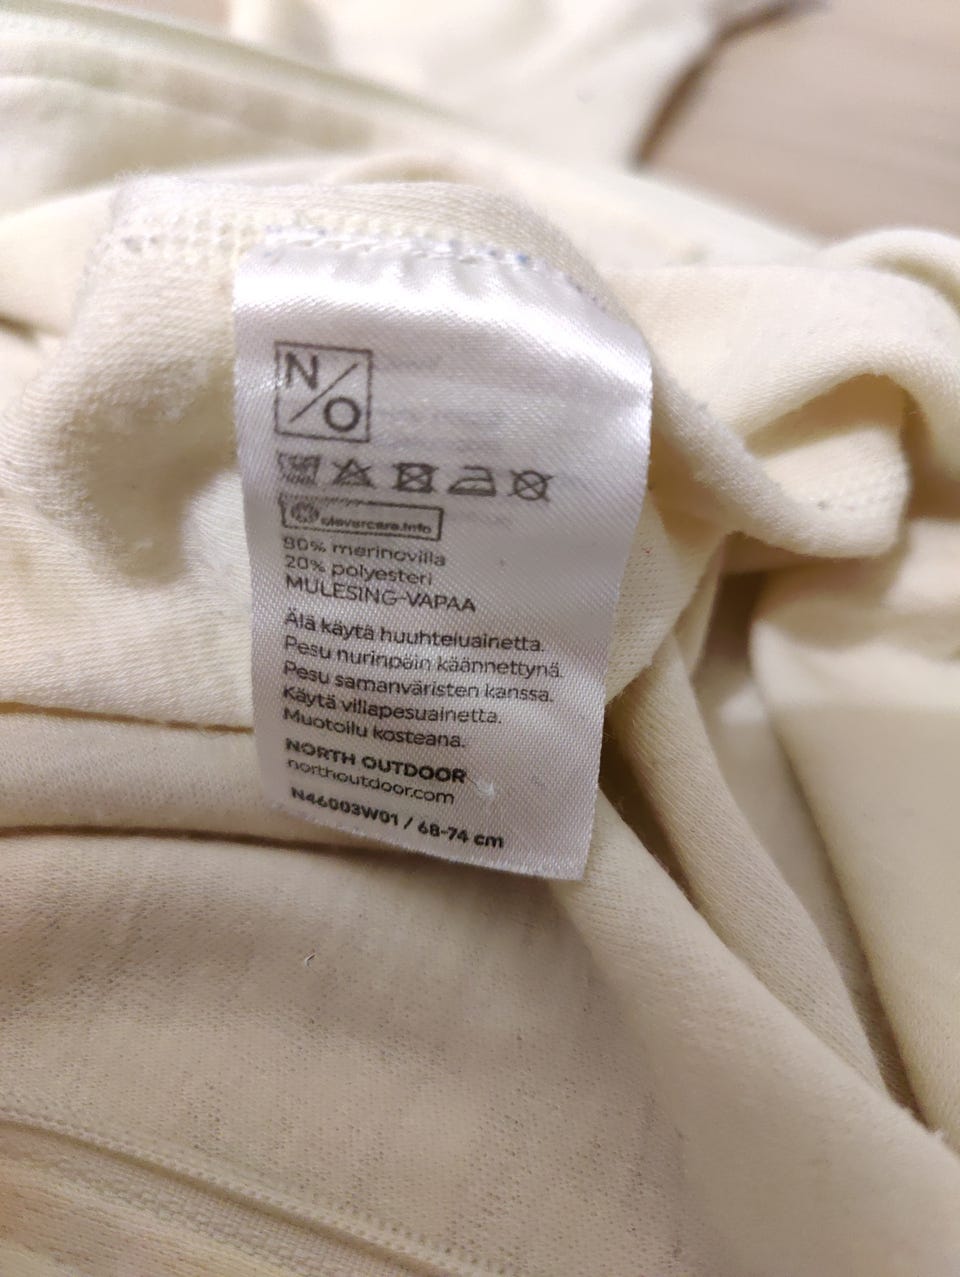 N/O
clevercare.info
80% merinovilla
20% polyesteri
MULESING-VAPAA
Älä käytä huuhteluainetta.
Pesu nurinpäin käännettynä.
Pesu samanväristen kanssa.
Käytä villapesuainetta.
Muotoilu kosteana.
NORTH OUTDOOR
northoutdoor.com
N46003W01 / 68-74 cm